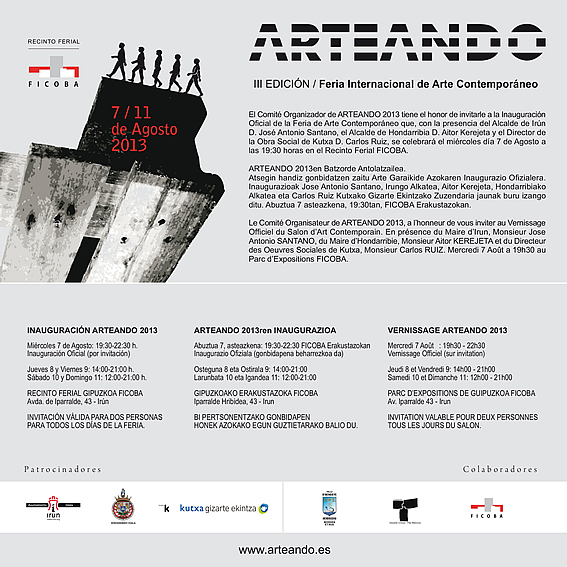 RECINTO FERIAL
FICOBA
7 / 11
de Agosto
2013
ARTEANDO
III EDICIÓN / Feria Internacional de Arte Contemporáneo
El Comité Organizador de ARTEANDO 2013 tiene el honor de invitarle a la Inauguración
Oficial de la Feria de Arte Contemporáneo que, con la presencia del Alcalde de Irún
D. José Antonio Santano, el Alcalde de Hondarribia D. Aitor Kerejeta y el Director de
la Obra Social de Kutxa D. Carlos Ruiz, se celebrará el miércoles día 7 de Agosto a
las 19:30 horas en el Recinto Ferial FICOBA.
ARTEANDO 2013en Batzorde Antolatzailea.
Atsegin handiz gonbidatzen zaitu Arte Garaikide Azokaren Inaugurazio Ofizialera.
Inaugurazioak Jose Antonio Santano, Irungo Alkatea, Aitor Kerejeta, Hondarribiako
Alkatea eta Carlos Ruiz Kutxako Gizarte Ekintzako Zuzendaria jaunak buru izango
ditu. Abuztua 7 asteazkena, 19:30tan, FICOBA Erakustazokan.
Le Comité Organisateur de ARTEANDO 2013, a l'honneur de vous inviter au Vernissage
Officiel du Salon d'Art Contemporain. En présence du Maire d'Irun, Monsieur Jose
Antonio SANTANO, du Maire d'Hondarribie, Monsieur Aitor KEREJETA et du Directeur
des Oeuvres Sociales de Kutxa, Monsieur Carlos RUIZ. Mercredi 7 Août a 19h30 au
Parc d'Expositions FICOBA.
INAUGURACIÓN ARTEANDO 2013
Miércoles 7 de Agosto: 19:30-22:30 h.
Inauguración Oficial (por invitación)
Jueves 8 y Viernes 9: 14:00-21:00 h.
Sábado 10 y Domingo 11: 12:00-21:00 h.
RECINTO FERIAL GIPUZKOA FICOBA
Avda. de Iparralde, 43 - Irún
INVITACIÓN VÁLIDA PARA DOS PERSONAS
PARA TODOS LOS DÍAS DE LA FERIA.
ARTEANDO 2013ren INAUGURAZIOA
Abuztua 7, asteazkena: 19:30-22:30 FICOBA Erakustazokan
Inaugurazio Ofiziala (gonbidapena beharrezkoa da)
Osteguna 8 eta Ostirala 9: 14:00-21:00
Larunbata 10 eta Igandea 11: 12:00-21:00
GIPUZKOAKO ERAKUSTAZOKA FICOBA
Iparralde Hribidea, 43 - Irun
BI PERTSONENTZAKO GONBIDAPEN
HONEK AZOKAKO EGUN GUZTIETARAKO BALIO DU.
VERNISSAGE ARTEANDO 2013
Mercredi 7 Août : 19h30 - 22h30
Vernissage Officiel (sur invitation)
Jeudi 8 et Vendredi 9: 14h00 - 21h00
Samedi 10 et Dimanche 11: 12h00 - 21h00
PARC D'EXPOSITIONS DE GUIPUZKOA FICOBA
Av. Iparralde 43 - Irun
INVITATION VALABLE POUR DEUX PERSONNES
TOUS LES JOURS DU SALON.
Patrocinadores
Colaboradores
irun
k
kutxa gizarte ekintza
FICOBA
www.arteando.es